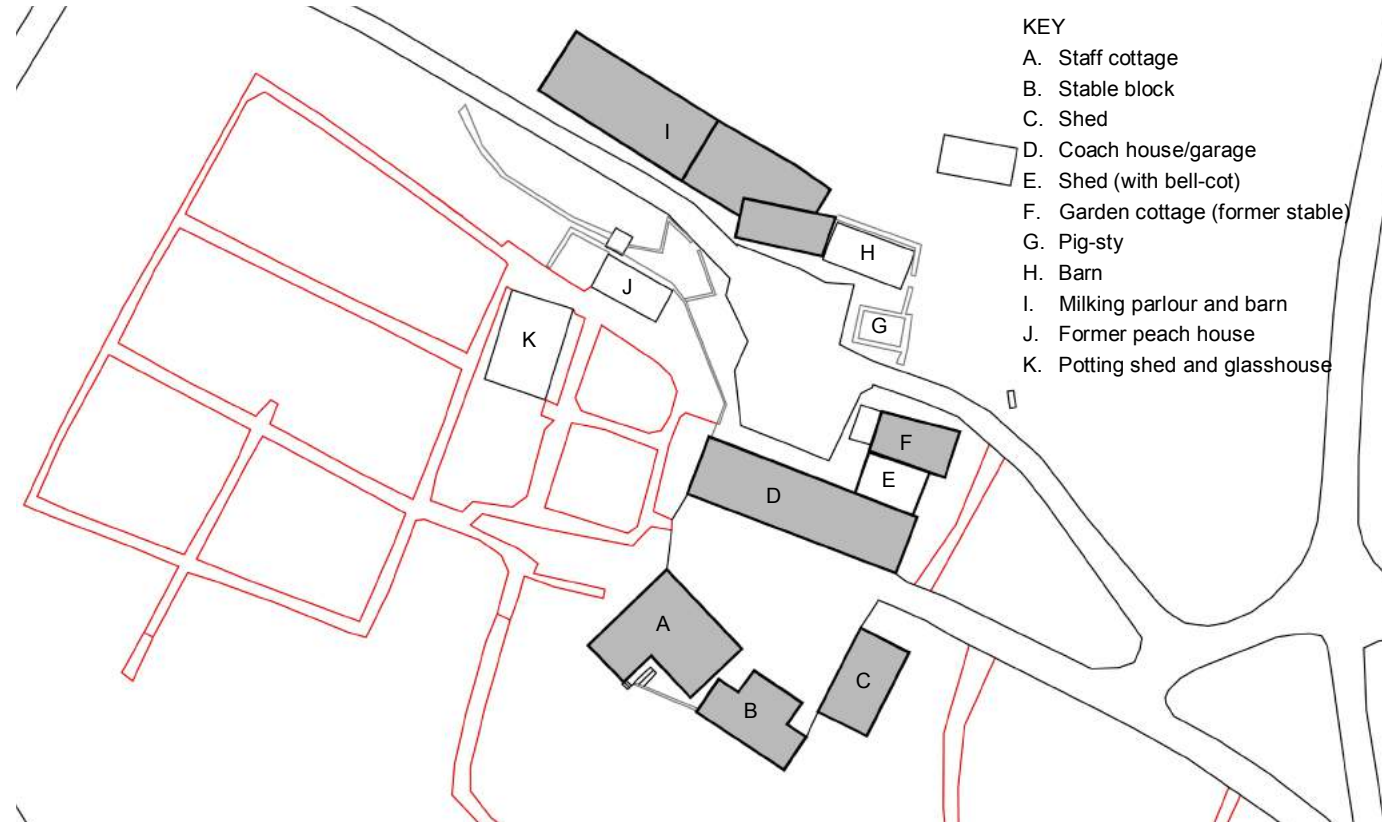 KEY
A. Staff cottage
B. Stable block
C. Shed
D. Coach house/garage
E. Shed (with bell-cot)
F. Garden cottage (former stable)
G. Pig-sty
H. Barn
I. Milking parlour and barn
J. Former peach house
K. Potting shed and glasshouse
I
H
J
G
K
F
E
D
A
C
B